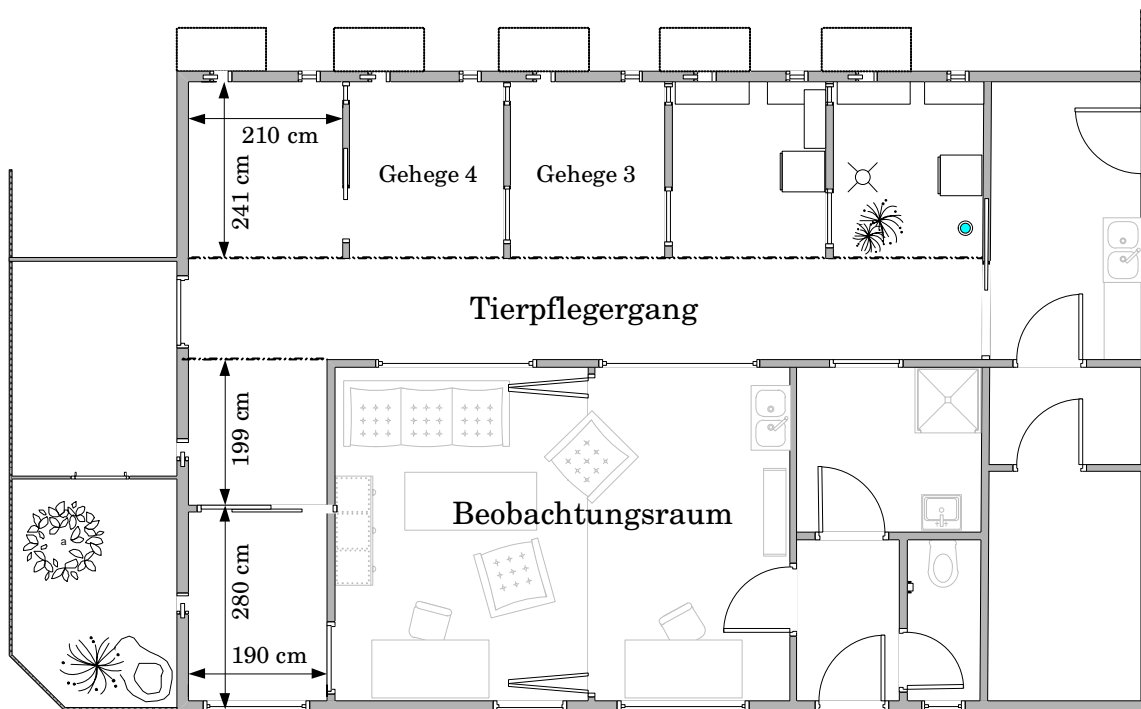 210 cm
241 cm
Gehege 4
Gehege 3
Tierpflegergang
199 cm
Beobachtungsraum
a
280 cm
190 cm